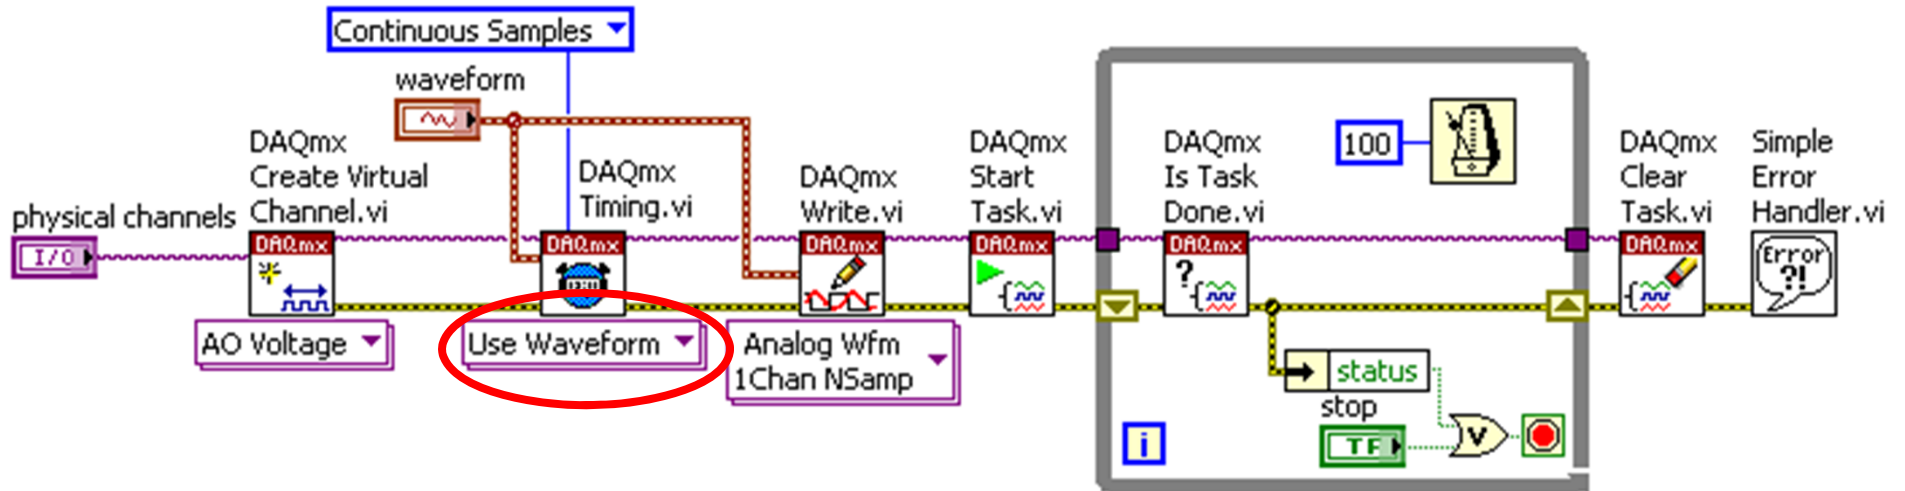 Continuous Samples
waveform
DAQmx
Create Virtual
Channel.vi
DAQmx
Timing.vi
DAQmx
Write.vi
DAQmx
Start
Task.vi
DAQmx
Is Task
Done.vi
100
DAQmx
Clear
Task.vi
Simple
Error
Handler.vi
physical channels
I/O
DAQmx
DAQmx
DAQmx
DAQmx
DAQmx
DAQmx
?
Error
?!
AO Voltage
Use Waveform
Analog Wfm
1Chan NSamp
status
stop
TF
V
i